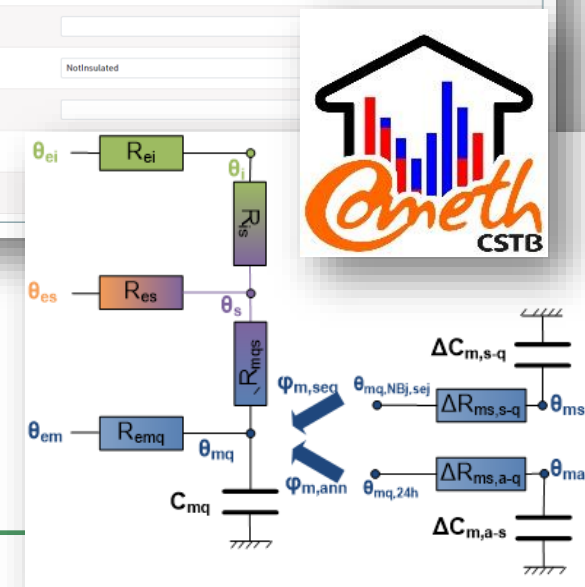 NotInsulated
Cometh
CSTB
θei
Rei
θi
Ris
θes
Res
θs
Rmqs
θem
Remq
θmq
Cmq
φm,seq
θmq,NBj,sej
ΔCm,s-q
ΔRms,s-q
θms
φm,ann
θmq,24h
ΔRms,a-q
θma
ΔCm,a-s